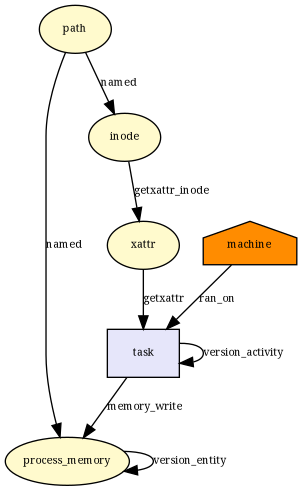 path
named
inode
getxattr_inode
xattr
machine
named
getxattr
ran_on
task
version_activity
memory_write
process_memory
version_entity